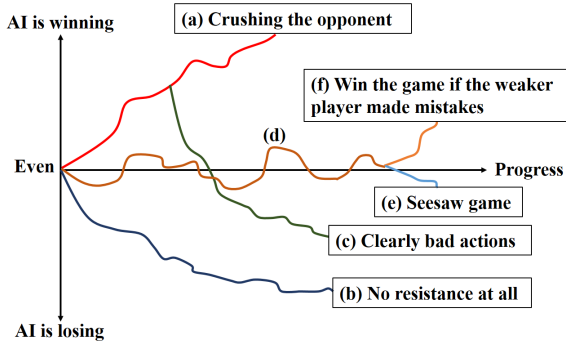 AI is winning
(a) Crushing the opponent
(f) Win the game if the weaker
player made mistakes
(d)
Even
Progress
(e) Seesaw game
(c) Clearly bad actions
(b) No resistance at all
AI is losing